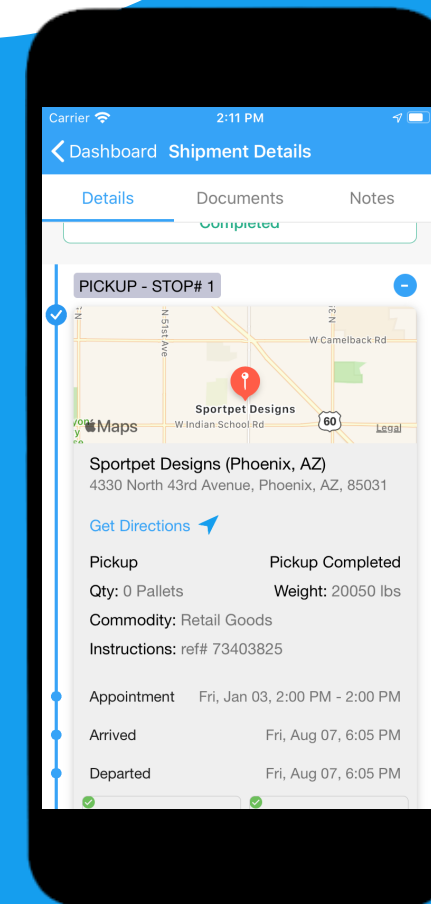 Carrier 2:11 PM
Dashboard Shipment Details
Details Documents Notes
Completed
PICKUP - STOP# 1
N 51st Ave
W Camelback Rd
Sportpet Designs
Maps W Indian School Rd 60 Legal
Sportpet Designs (Phoenix, AZ)
4330 North 43rd Avenue, Phoenix, AZ, 85031
Get Directions
Pickup Pickup Completed
Qty: 0 Pallets Weight: 20050 lbs
Commodity: Retail Goods
Instructions: ref# 73403825
Appointment Fri, Jan 03, 2:00 PM - 2:00 PM
Arrived Fri, Aug 07, 6:05 PM
Departed Fri, Aug 07, 6:05 PM